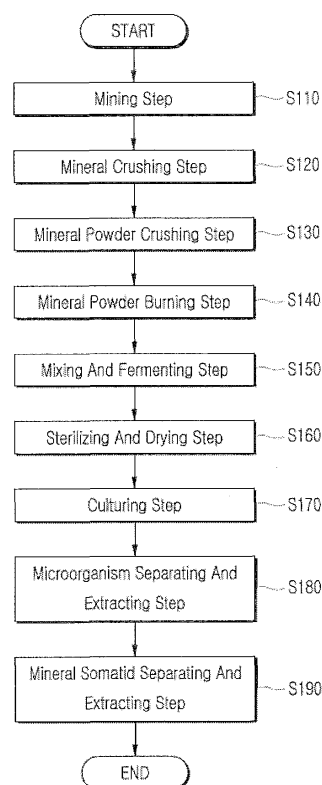 START
Mining Step
S110
Mineral Crushing Step
S120
Mineral Powder Crushing Step
S130
Mineral Powder Burning Step
S140
Mixing And Fermenting Step
S150
Sterilizing And Drying Step
S160
Culturing Step
S170
Microorganism Separating And
Extracting Step
S180
Mineral Somatid Separating And
Extracting Step
S190
END